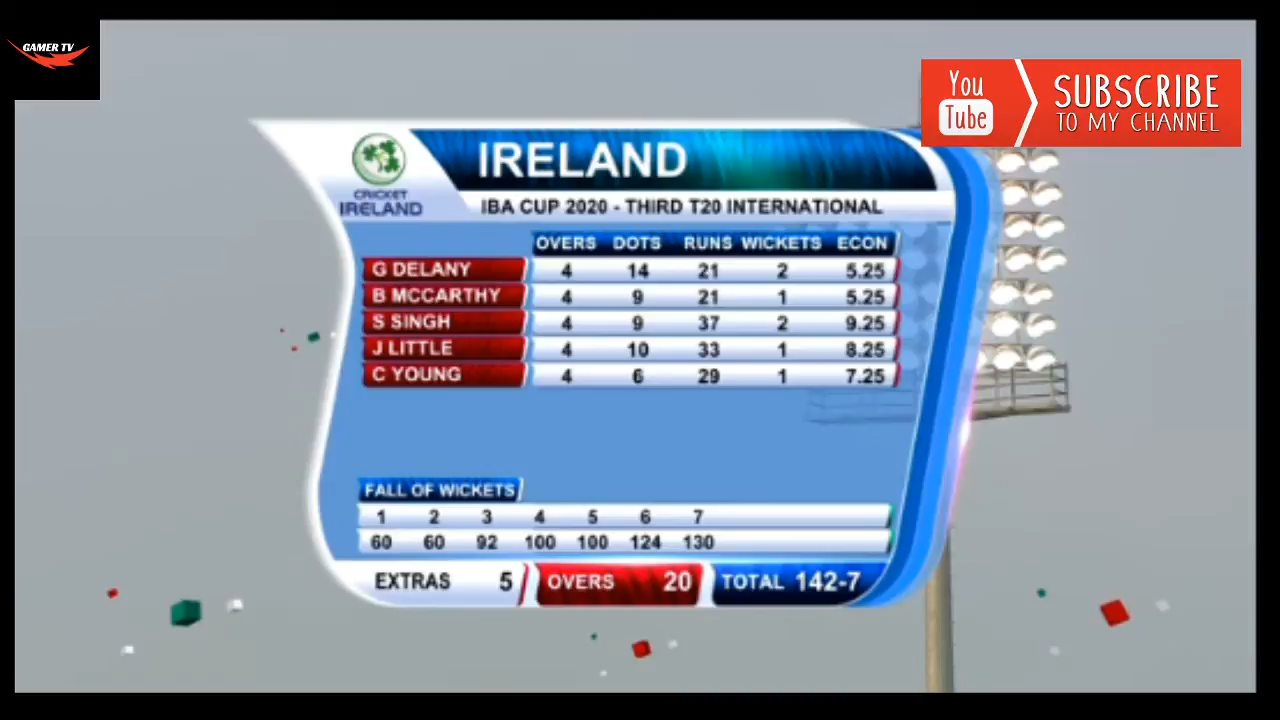 GAMER TV
You Tube
SUBSCRIBE
TO MY CHANNEL
CRICKET
IRELAND
IRELAND
IBA CUP 2020 - THIRD T20 INTERNATIONAL
OVERS DOTS RUNS WICKETS ECON
G DELANY 4 14 21 2 5.25
B MCCARTHY 4 9 21 1 5.25
S SINGH 4 9 37 2 9.25
J LITTLE 4 10 33 1 8.25
C YOUNG 4 6 29 1 7.25
FALL OF WICKETS
1 2 3 4 5 6 7
60 60 92 100 100 124 130
EXTRAS 5 OVERS 20 TOTAL 142-7